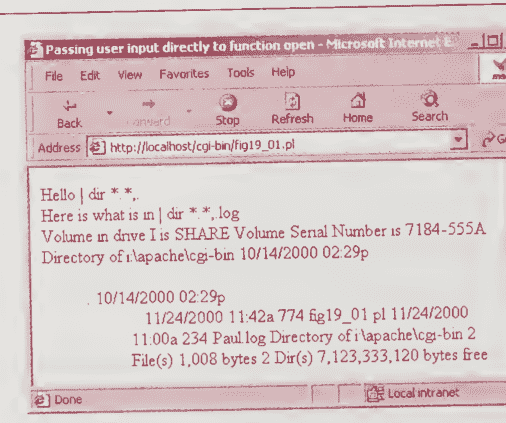 Passing user input directly to function open - Microsoft Internet E
File Edit View Favorites Tools Help
Back Forward Stop Refresh Home Search
Address http://localhost/cgi-bin/fig19_01.pl
Hello | dir *.*,.
Here is what is in | dir *.*,.log
Volume in drive I is SHARE Volume Serial Number is 7184-555A
Directory of i:\apache\cgi-bin 10/14/2000 02:29p
. 10/14/2000 02:29p
11/24/2000 11:42a 774 fig19_01 pl 11/24/2000
11:00a 234 Paul.log Directory of i:\apache\cgi-bin 2
File(s) 1,008 bytes 2 Dir(s) 7,123,333,120 bytes free
Done Local intranet